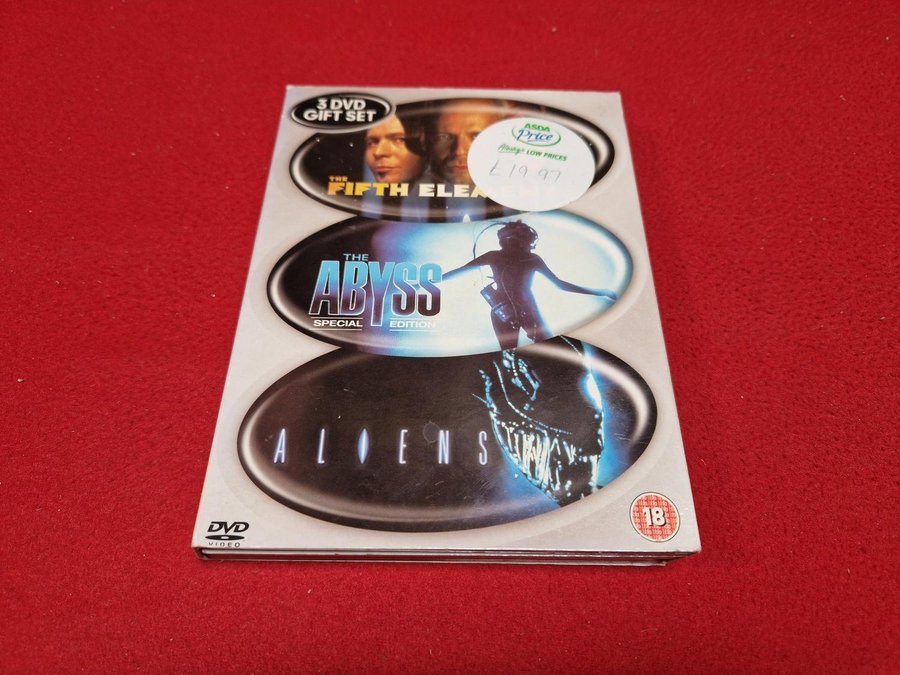 3 DVD
GIFT SET
ASDA
Price
Always LOW PRICES
£19.97
THE
FIFTH ELEM
THE
ABYSS
SPECIAL EDITION
ALIENS
18
DVD
VIDEO